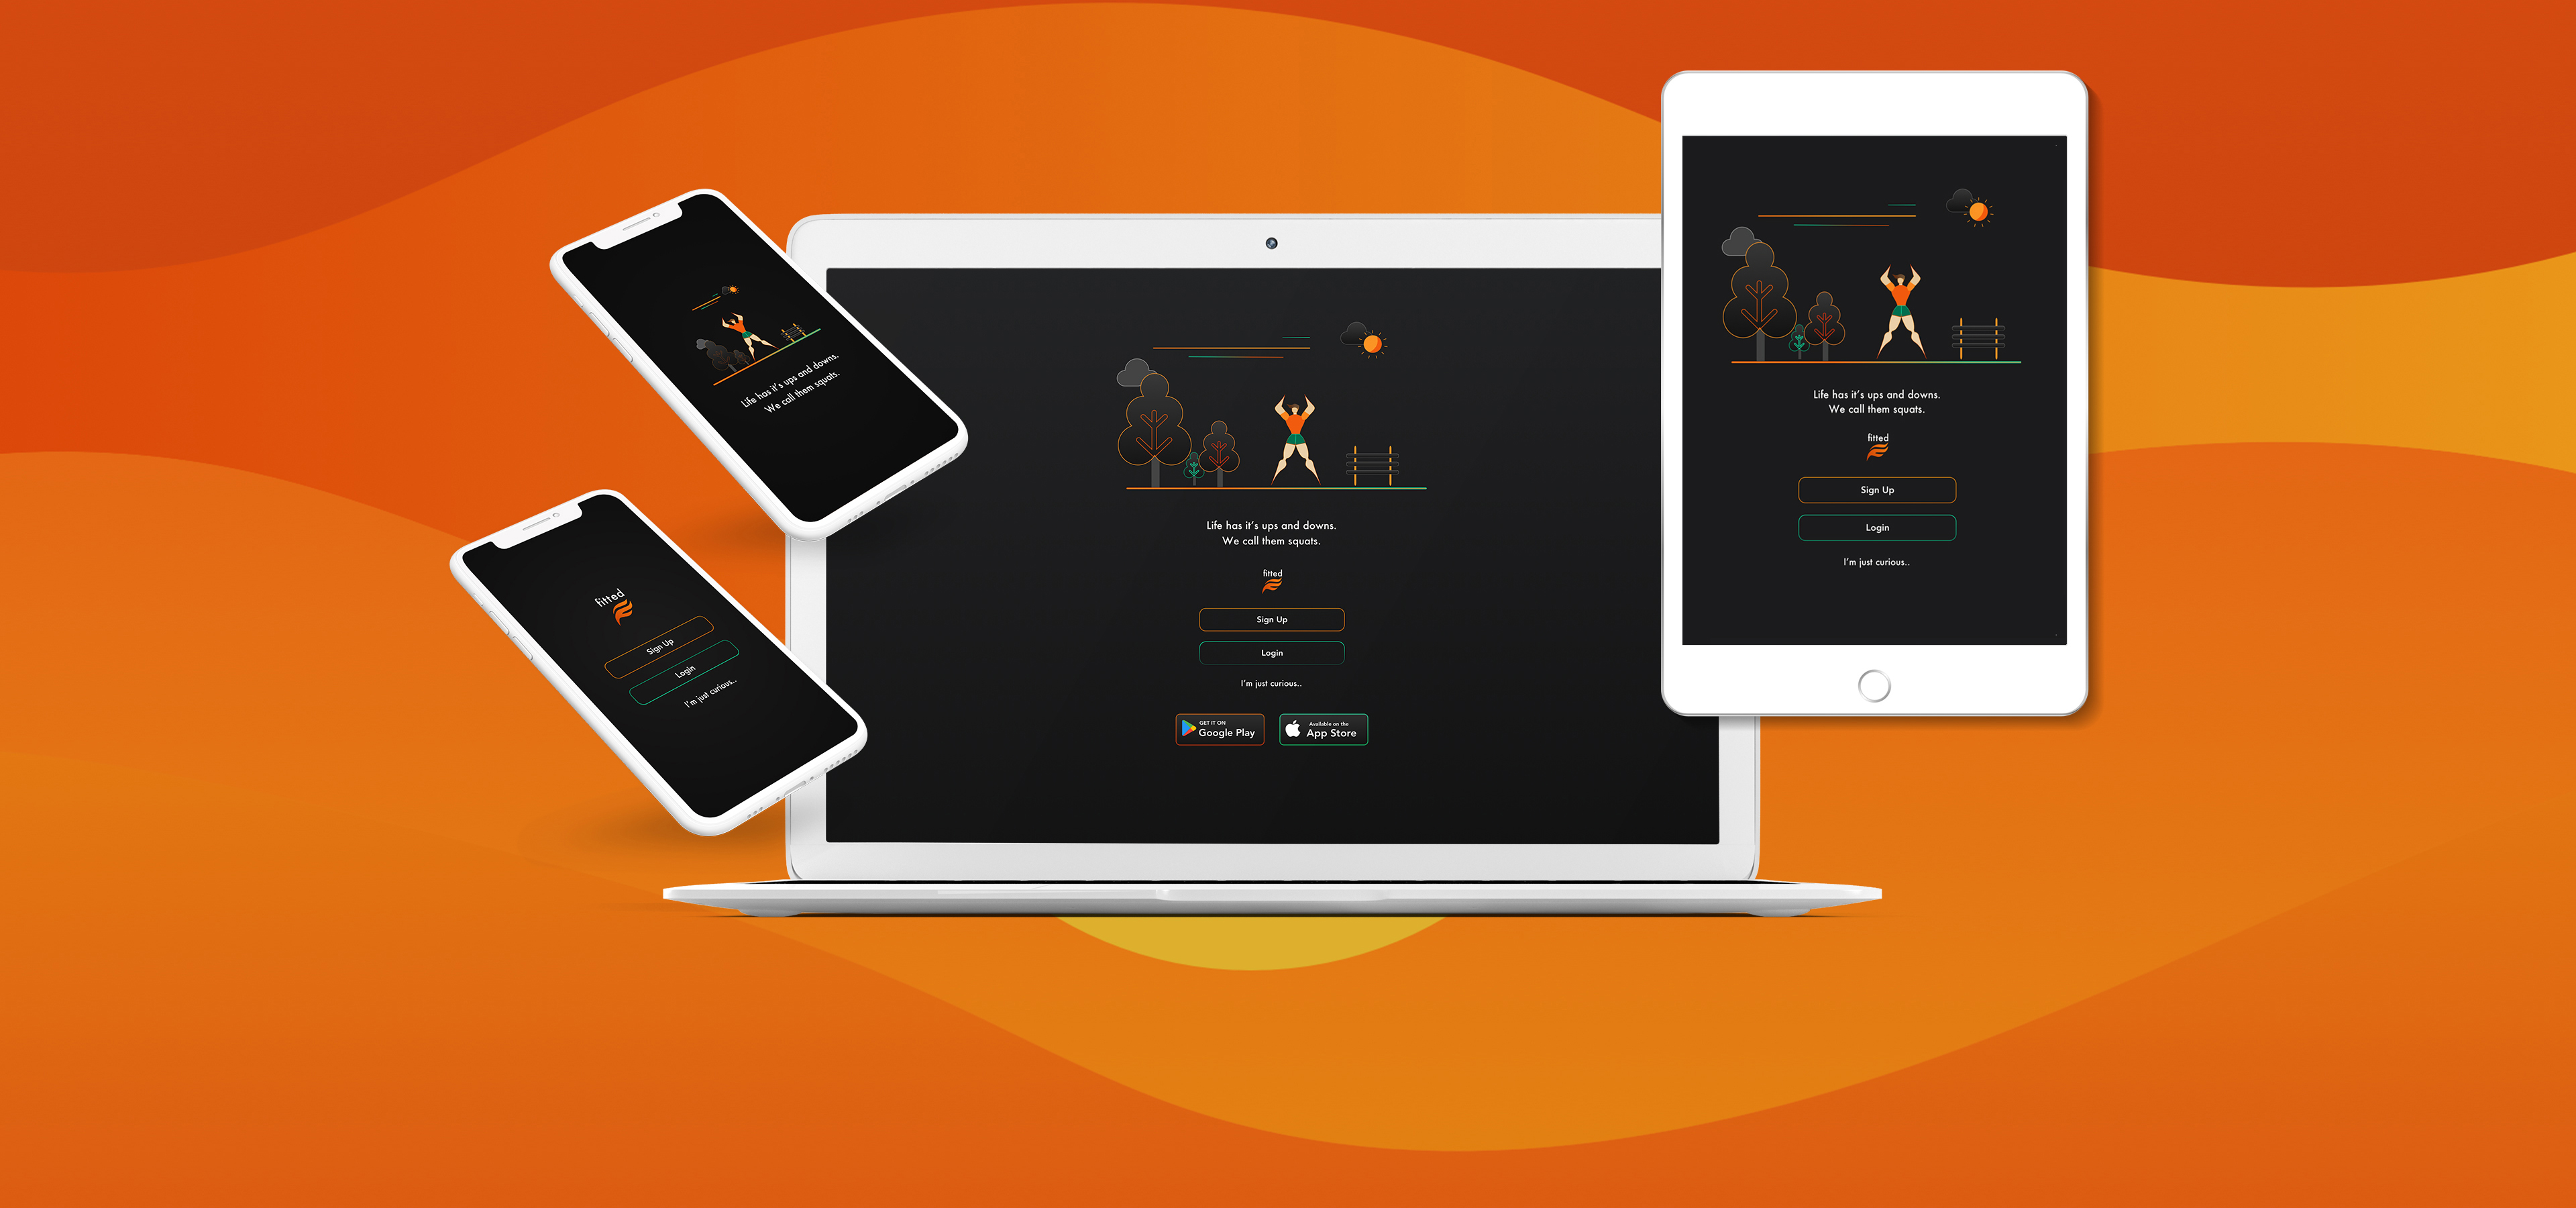 Life has it's ups and downs.
We call them squats.
fitted
Sign Up
Login
I'm just curious..
Life has it's ups and downs.
We call them squats.
fitted
Sign Up
Login
I'm just curious..
GET IT ON
Google Play
Available on the
App Store
Life has it's ups and downs.
We call them squats.
fitted
Sign Up
Login
I'm just curious..